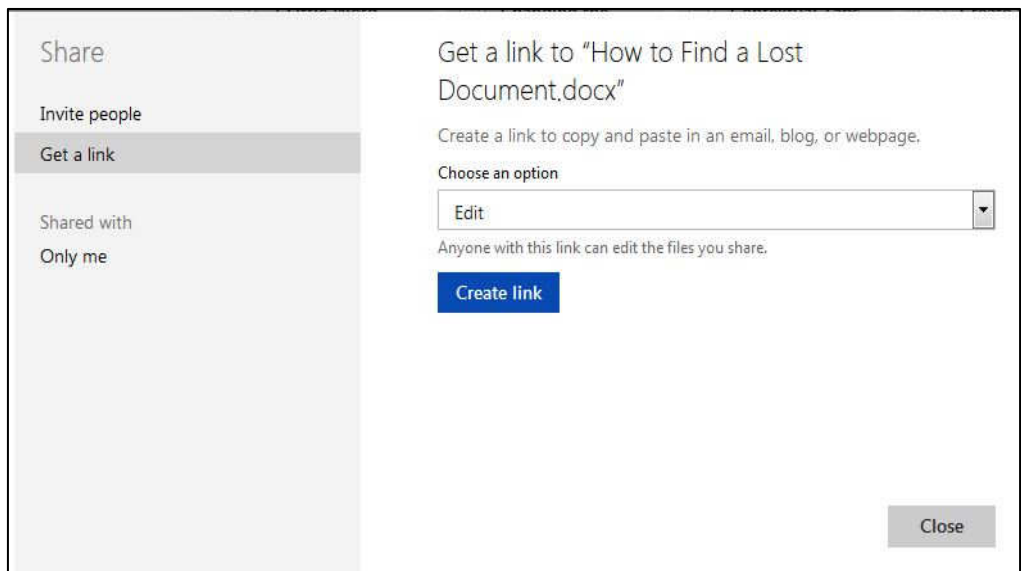 Share
Invite people
Get a link
Shared with
Only me
Get a link to “How to Find a Lost
Document.docx”
Create a link to copy and paste in an email, blog, or webpage.
Choose an option
Edit
Anyone with this link can edit the files you share.
Create link
Close